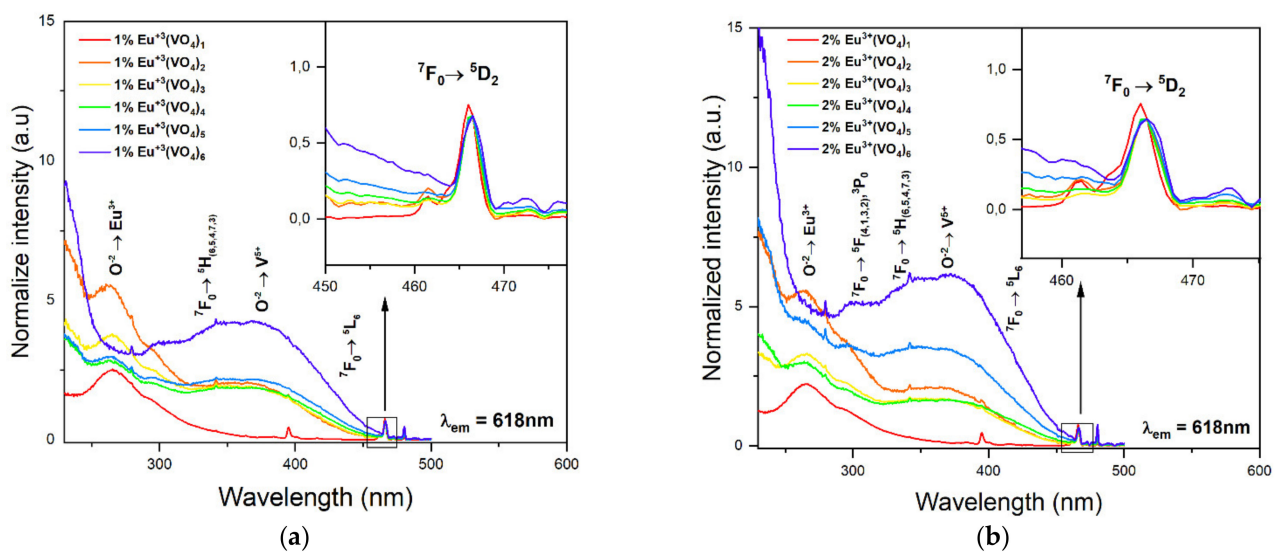 15
10
5
0
Normalize intensity (a.u)
1% Eu⁺³(VO₄)₁
1% Eu⁺³(VO₄)₂
1% Eu⁺³(VO₄)₃
1% Eu⁺³(VO₄)₄
1% Eu⁺³(VO₄)₅
1% Eu⁺³(VO₄)₆
⁷F₀→ ⁵D₂
1,0
0,5
0,0
450
460
470
O⁻²→ Eu³⁺
⁷F₀→ ⁵H₍₆,₅,₄,₇,₃₎
O⁻²→ V⁵⁺
⁷F₀→ ⁵L₆
λₑₘ = 618nm
300
400
500
600
Wavelength (nm)
(a)
15
10
5
0
Normalized intensity (a.u.)
2% Eu³⁺(VO₄)₁
2% Eu³⁺(VO₄)₂
2% Eu³⁺(VO₄)₃
2% Eu³⁺(VO₄)₄
2% Eu³⁺(VO₄)₅
2% Eu³⁺(VO₄)₆
⁷F₀→ ⁵D₂
1,0
0,5
0,0
460
470
O⁻²→ Eu³⁺
⁷F₀→ ⁵F₍₄,₁,₃,₂₎, ³P₀
⁷F₀→ ⁵H₍₆,₅,₄,₇,₃₎
O⁻²→ V⁵⁺
⁷F₀→ ⁵L₆
λₑₘ = 618nm
300
400
500
600
Wavelength (nm)
(b)